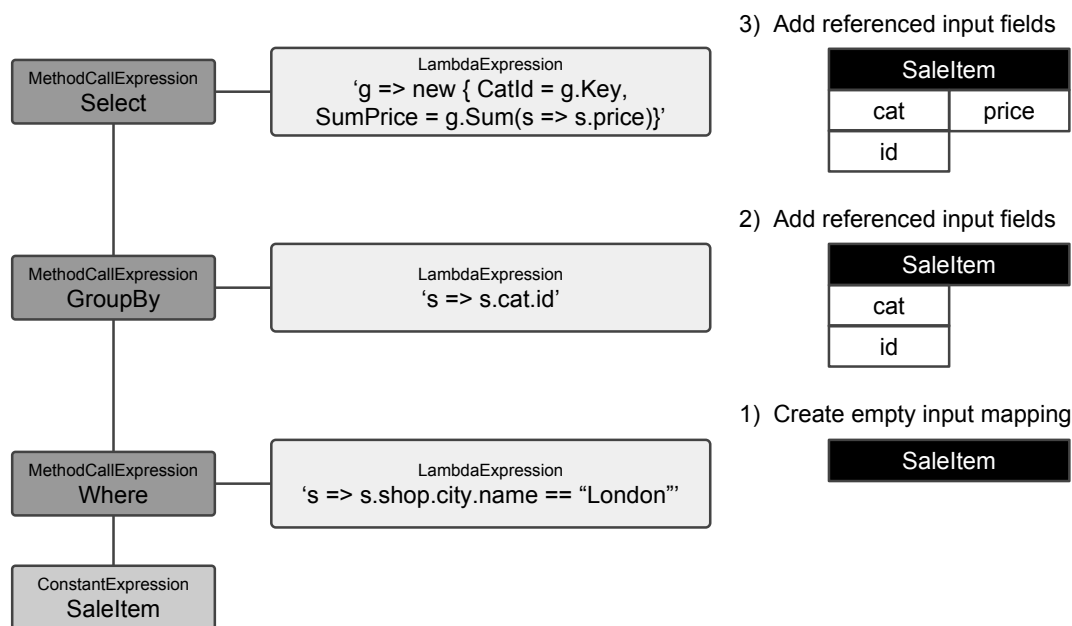 3) Add referenced input fields
MethodCallExpression
Select
LambdaExpression
‘g => new { CatId = g.Key,
SumPrice = g.Sum(s => s.price)}’
SaleItem
cat price
id
2) Add referenced input fields
MethodCallExpression
GroupBy
LambdaExpression
‘s => s.cat.id’
SaleItem
cat
id
1) Create empty input mapping
MethodCallExpression
Where
LambdaExpression
‘s => s.shop.city.name == “London”’
SaleItem
ConstantExpression
SaleItem